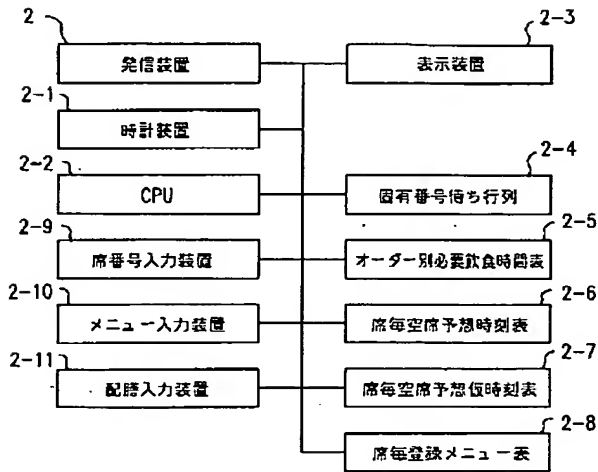 2
発信装置
2-3
表示装置
2-1
時計装置
2-2
CPU
2-4
固有番号待ち行列
2-9
席番号入力装置
2-5
オーダー別必要飲食時間表
2-10
メニュー入力装置
2-6
席毎空席予想時刻表
2-11
配膳入力装置
2-7
席毎空席予想仮時刻表
2-8
席毎登録メニュー表